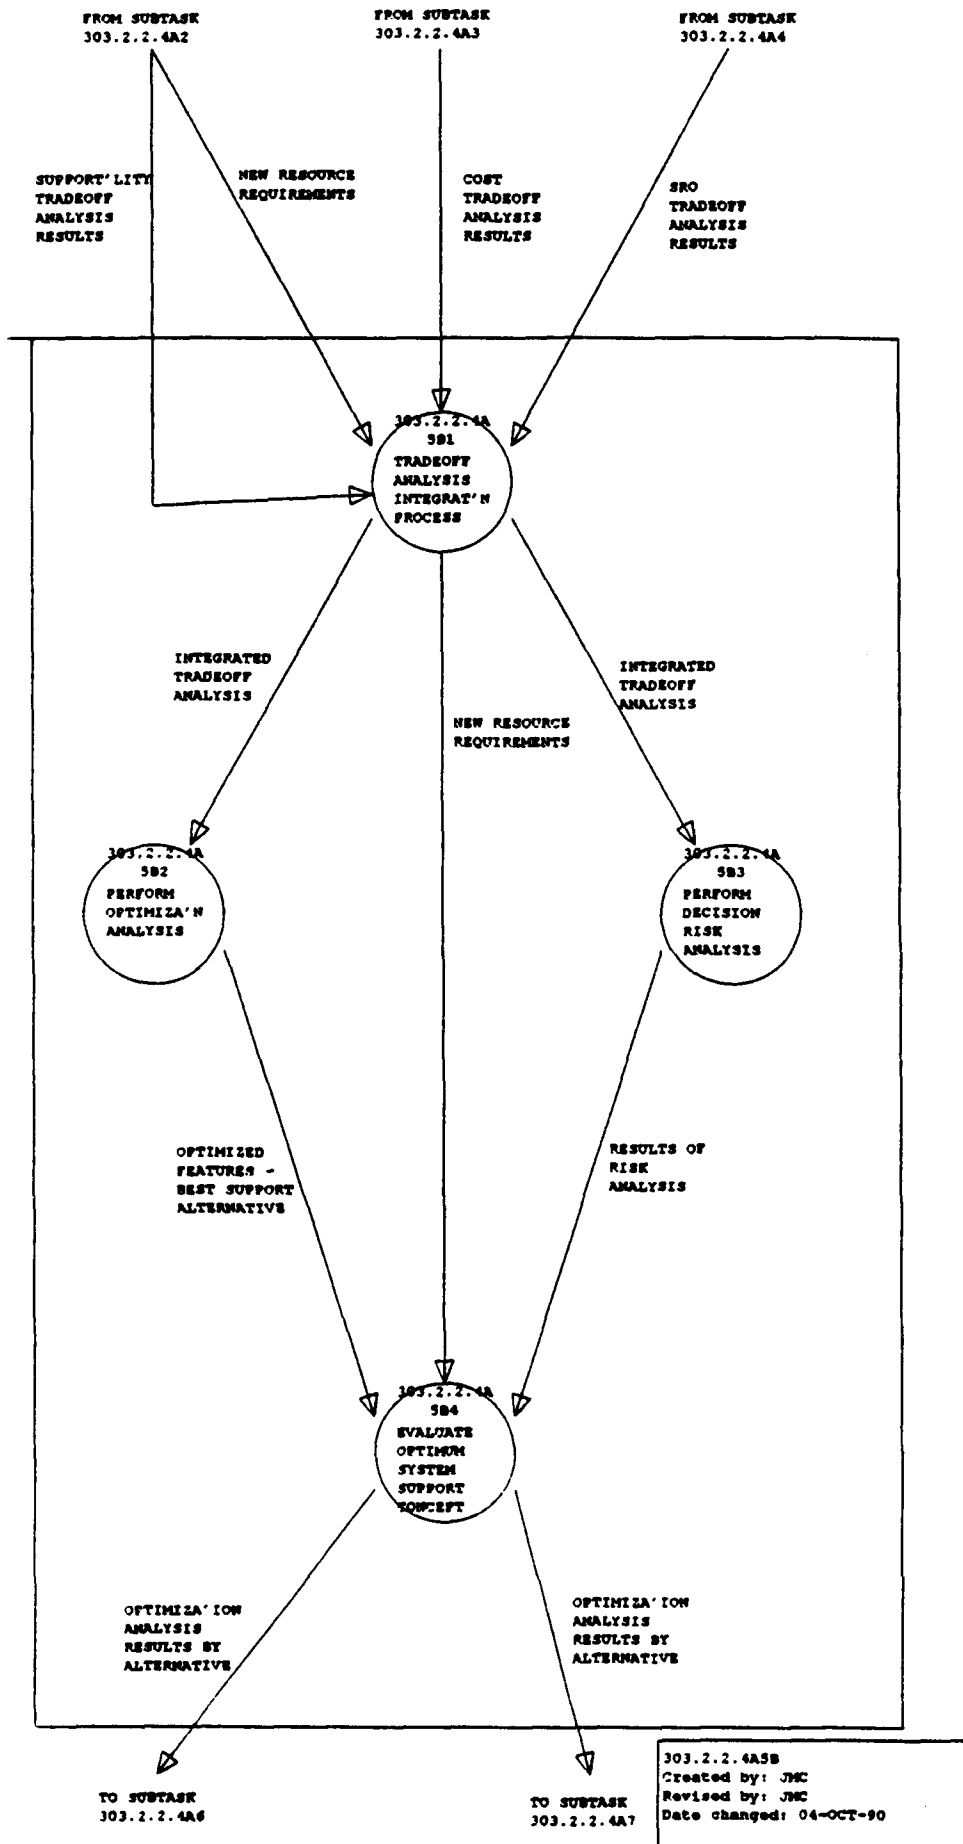 FROM SUBTASK
303.2.2.4A2
FROM SUBTASK
303.2.2.4A3
FROM SUBTASK
303.2.2.4A4
SUPPORT'LITY
TRADEOFF
ANALYSIS
RESULTS
NEW RESOURCE
REQUIREMENTS
COST
TRADEOFF
ANALYSIS
RESULTS
SRO
TRADEOFF
ANALYSIS
RESULTS
303.2.2.4A
5B1
TRADEOFF
ANALYSIS
INTEGRAT'N
PROCESS
INTEGRATED
TRADEOFF
ANALYSIS
NEW RESOURCE
REQUIREMENTS
INTEGRATED
TRADEOFF
ANALYSIS
303.2.2.4A
5B2
PERFORM
OPTIMIZA'N
ANALYSIS
303.2.2.4A
5B3
PERFORM
DECISION
RISK
ANALYSIS
OPTIMIZED
FEATURES -
BEST SUPPORT
ALTERNATIVE
RESULTS OF
RISK
ANALYSIS
303.2.2.4A
5B4
EVALUATE
OPTIMUM
SYSTEM
SUPPORT
CONCEPT
OPTIMIZA'ION
ANALYSIS
RESULTS BY
ALTERNATIVE
OPTIMIZA'ION
ANALYSIS
RESULTS BY
ALTERNATIVE
TO SUBTASK
303.2.2.4A6
TO SUBTASK
303.2.2.4A7
303.2.2.4A5B
Created by: JMC
Revised by: JMC
Date changed: 04-OCT-90